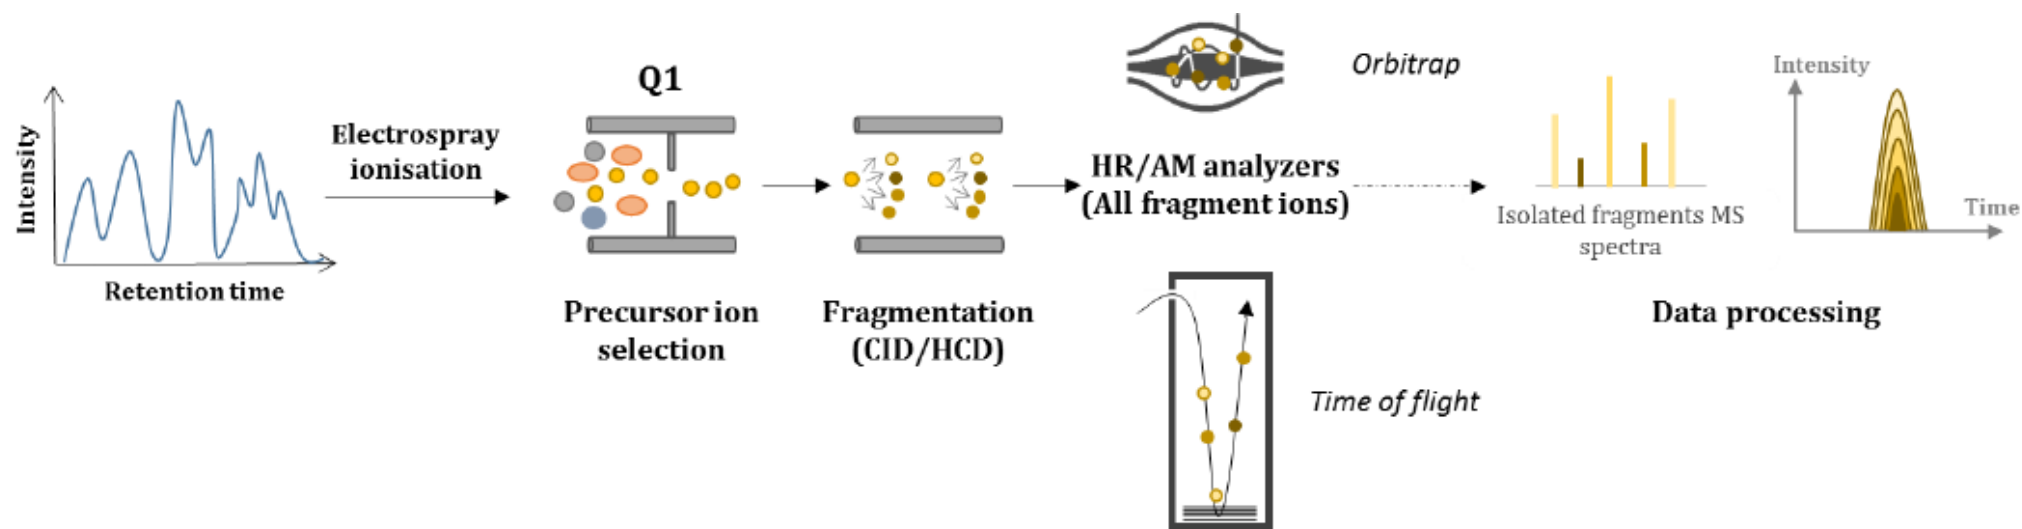 Intensity
Retention time
Electrospray
ionisation
Q1
Precursor ion
selection
Fragmentation
(CID/HCD)
Orbitrap
HR/AM analyzers
(All fragment ions)
Time of flight
Isolated fragments MS
spectra
Intensity
Time
Data processing